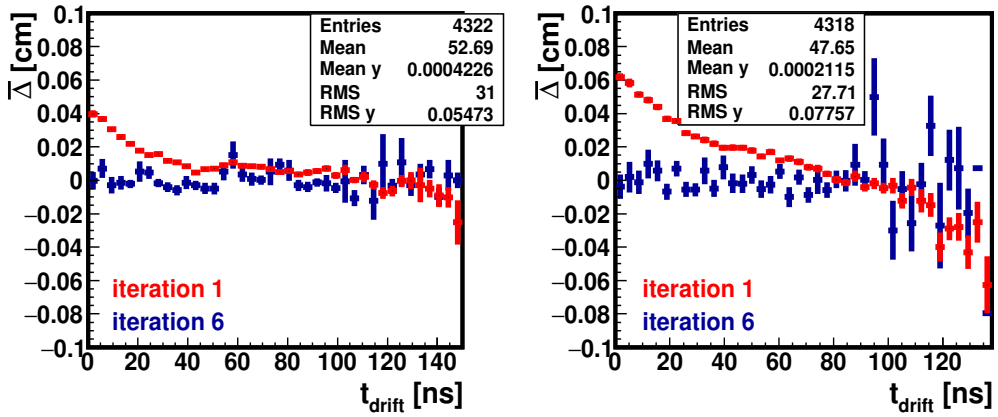 Δ̅ [cm]
0.1
0.08
0.06
0.04
0.02
0
−0.02
−0.04
−0.06
−0.08
−0.1
Entries 4322
Mean 52.69
Mean y 0.0004226
RMS 31
RMS y 0.05473
iteration 1
iteration 6
0 20 40 60 80 100 120 140
t_drift [ns]
Δ̅ [cm]
0.1
0.08
0.06
0.04
0.02
0
−0.02
−0.04
−0.06
−0.08
−0.1
Entries 4318
Mean 47.65
Mean y 0.0002115
RMS 27.71
RMS y 0.07757
iteration 1
iteration 6
0 20 40 60 80 100 120
t_drift [ns]